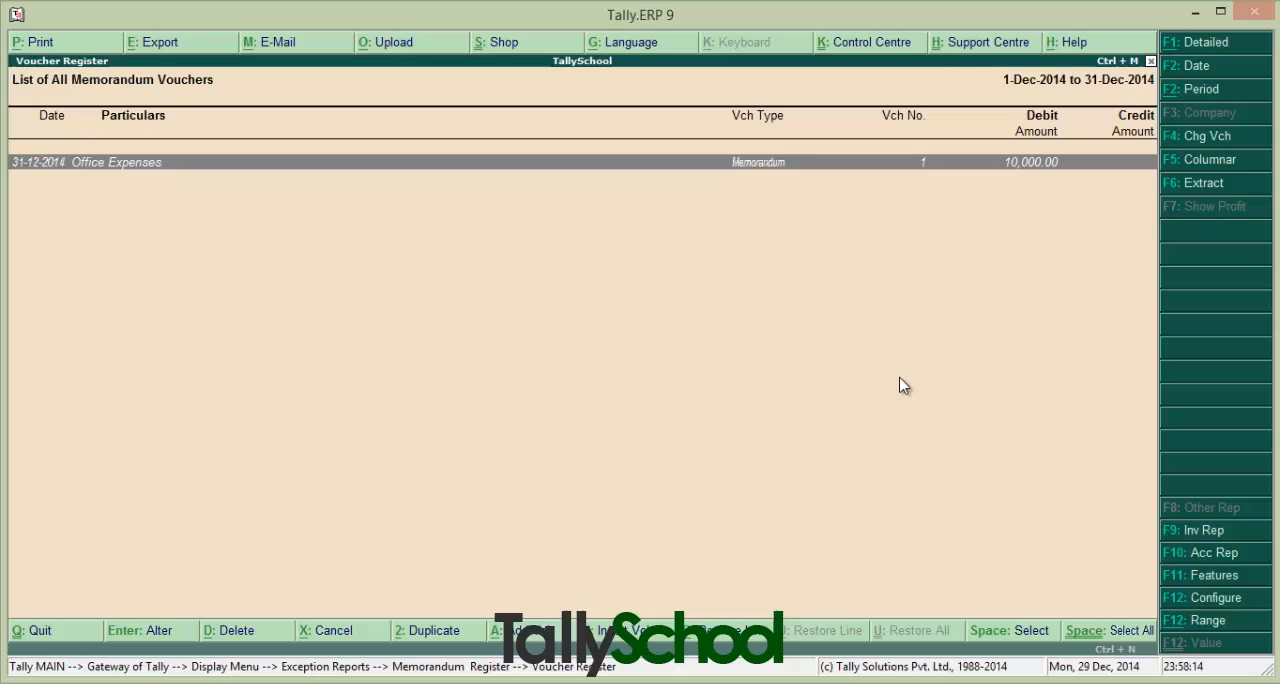 Tally.ERP 9
P: Print E: Export M: E-Mail O: Upload S: Shop G: Language K: Keyboard K: Control Centre H: Support Centre H: Help
Voucher Register TallySchool Ctrl + M
List of All Memorandum Vouchers 1-Dec-2014 to 31-Dec-2014
Date Particulars Vch Type Vch No. Debit Credit
Amount Amount
31-12-2014 Office Expenses Memorandum 1 10,000.00
F1: Detailed
F2: Date
F2: Period
F3: Company
F4: Chg Vch
F5: Columnar
F6: Extract
F7: Show Profit
F8: Other Rep
F9: Inv Rep
F10: Acc Rep
F11: Features
F12: Configure
F12: Range
F12: Value
Q: Quit Enter: Alter D: Delete X: Cancel 2: Duplicate A: Restore Line U: Restore All Space: Select Space: Select All
TallySchool
Ctrl + N
Tally MAIN --> Gateway of Tally --> Display Menu --> Exception Reports --> Memorandum Register --> Voucher Register (c) Tally Solutions Pvt. Ltd., 1988-2014 Mon, 29 Dec, 2014 23:58:14